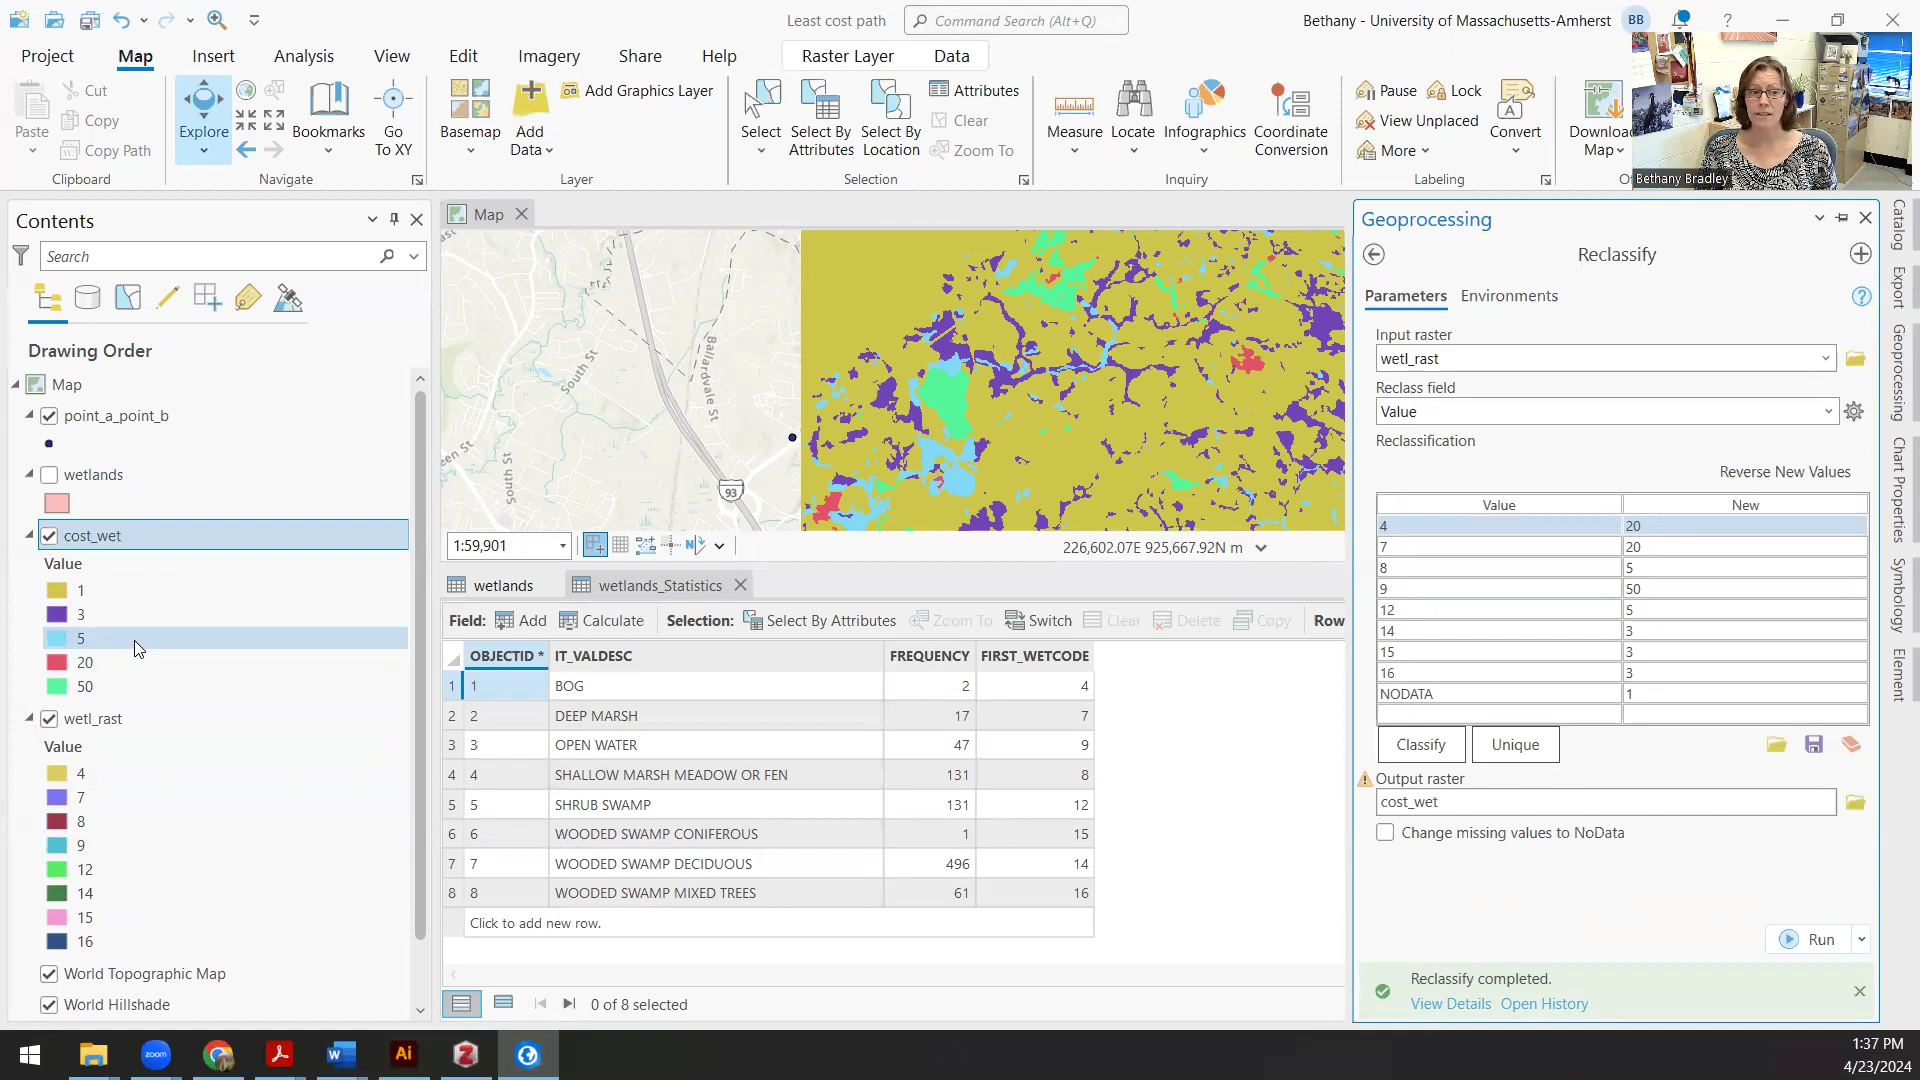 Least cost path
Command Search (Alt+Q)
Bethany - University of Massachusetts-Amherst
BB
?
Project
Map
Insert
Analysis
View
Edit
Imagery
Share
Help
Raster Layer
Data
Paste
Cut
Copy
Copy Path
Clipboard
Explore
Bookmarks
Go To XY
Navigate
Basemap
Add Data
Add Graphics Layer
Layer
Select
Select By Attributes
Select By Location
Attributes
Clear
Zoom To
Selection
Measure
Locate
Infographics
Coordinate Conversion
Inquiry
Pause
Lock
View Unplaced
More
Convert
Labeling
Download Map
Bethany Bradley
Contents
Search
Drawing Order
Map
point_a_point_b
wetlands
cost_wet
Value
1
3
5
20
50
wetl_rast
Value
4
7
8
9
12
14
15
16
World Topographic Map
World Hillshade
Map
South St
South St
Ballardvale St
een St
93
1:59,901
226,602.07E 925,667.92N m
wetlands
wetlands_Statistics
Field: Add Calculate Selection: Select By Attributes Zoom To Switch Clear Delete Copy Row
OBJECTID * IT_VALDESC FREQUENCY FIRST_WETCODE
1 1 BOG 2 4
2 2 DEEP MARSH 17 7
3 3 OPEN WATER 47 9
4 4 SHALLOW MARSH MEADOW OR FEN 131 8
5 5 SHRUB SWAMP 131 12
6 6 WOODED SWAMP CONIFEROUS 1 15
7 7 WOODED SWAMP DECIDUOUS 496 14
8 8 WOODED SWAMP MIXED TREES 61 16
Click to add new row.
0 of 8 selected
Geoprocessing
Reclassify
Parameters Environments
?
Input raster
wetl_rast
Reclass field
Value
Reclassification
Reverse New Values
Value New
4 20
7 20
8 5
9 50
12 5
14 3
15 3
16 3
NODATA 1
Classify Unique
Output raster
cost_wet
Change missing values to NoData
Run
Reclassify completed.
View Details Open History
Catalog
Export
Geoprocessing
Chart Properties
Symbology
Element
zoom
W
Ai
Z
1:37 PM
4/23/2024